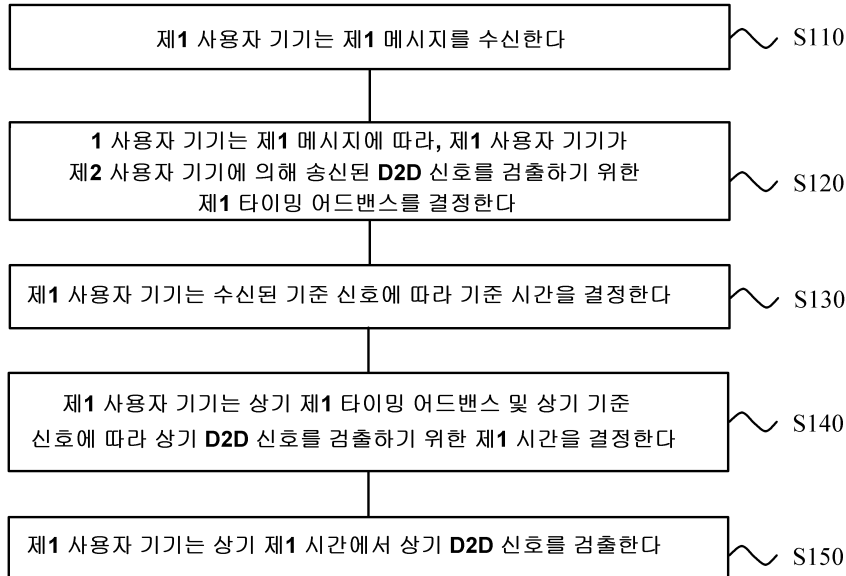 제1 사용자 기기는 제1 메시지를 수신한다
S110
1 사용자 기기는 제1 메시지에 따라, 제1 사용자 기기가
제2 사용자 기기에 의해 송신된 D2D 신호를 검출하기 위한
제1 타이밍 어드밴스를 결정한다
S120
제1 사용자 기기는 수신된 기준 신호에 따라 기준 시간을 결정한다
S130
제1 사용자 기기는 상기 제1 타이밍 어드밴스 및 상기 기준
신호에 따라 상기 D2D 신호를 검출하기 위한 제1 시간을 결정한다
S140
제1 사용자 기기는 상기 제1 시간에서 상기 D2D 신호를 검출한다
S150